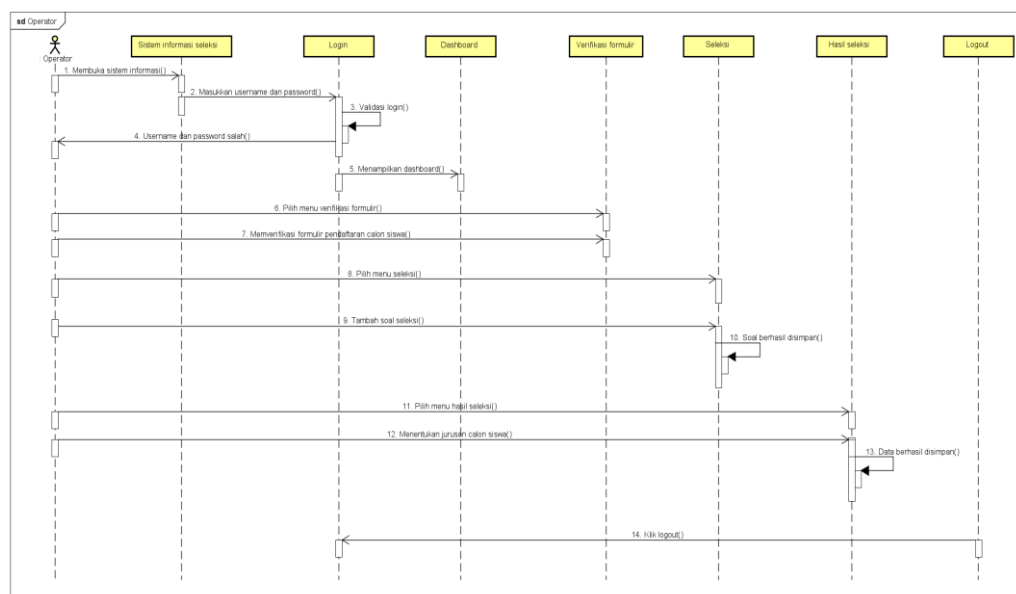 sd Operator
: Operator
Sistem informasi seleksi
Login
Dashboard
Verifikasi formulir
Seleksi
Hasil seleksi
Logout
1. Membuka sistem informasi()
2. Masukkan username dan password()
3. Validasi login()
4. Username dan password salah()
5. Menampilkan dashboard()
6. Pilih menu verifikasi formulir()
7. Memverifikasi formulir pendaftaran calon siswa()
8. Pilih menu seleksi()
9. Tambah soal seleksi()
10. Soal berhasil disimpan()
11. Pilih menu hasil seleksi()
12. Menentukan jurusan calon siswa()
13. Data berhasil disimpan()
14. Klik logout()